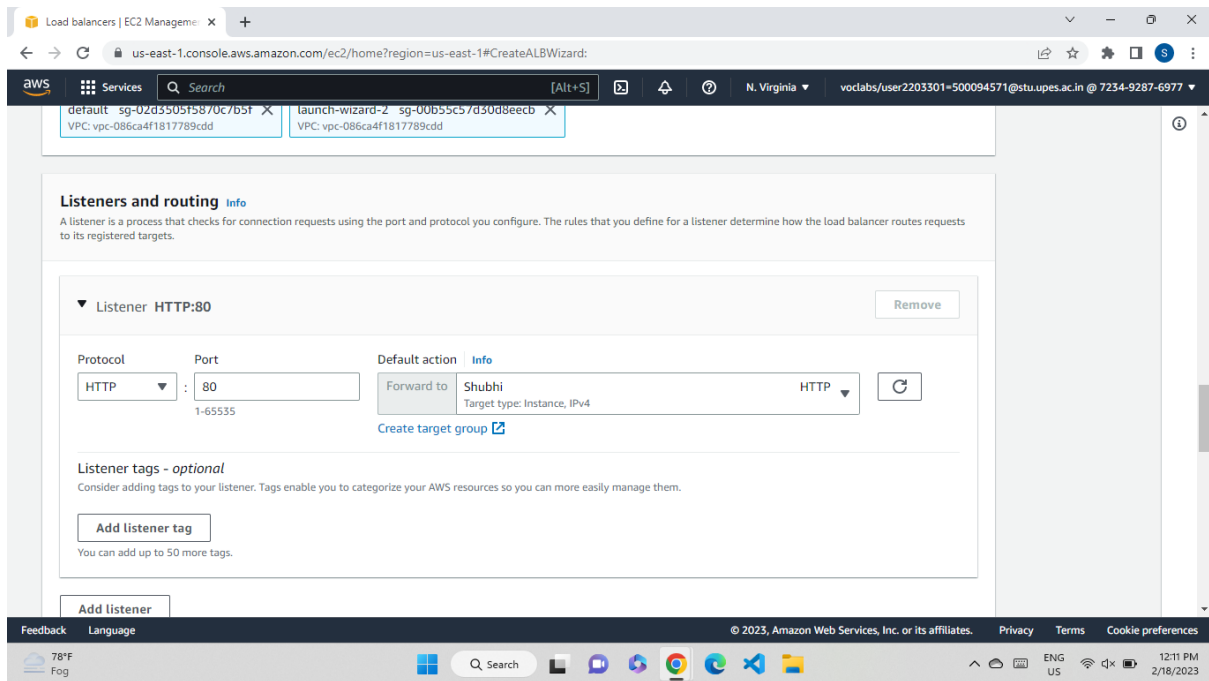 Load balancers | EC2 Manageme
us-east-1.console.aws.amazon.com/ec2/home?region=us-east-1#CreateALBWizard:
S
aws Services Search [Alt+S] N. Virginia voclabs/user2203301=500094571@stu.upes.ac.in @ 7234-9287-6977
default sg-02d3505f5870c7b5f launch-wizard-2 sg-00b55c57d30d8eecb
VPC: vpc-086ca4f1817789cdd VPC: vpc-086ca4f1817789cdd
Listeners and routing Info
A listener is a process that checks for connection requests using the port and protocol you configure. The rules that you define for a listener determine how the load balancer routes requests
to its registered targets.
Listener HTTP:80 Remove
Protocol Port Default action Info
HTTP : 80 Forward to Shubhi HTTP
Target type: Instance, IPv4
1-65535
Create target group
Listener tags - optional
Consider adding tags to your listener. Tags enable you to categorize your AWS resources so you can more easily manage them.
Add listener tag
You can add up to 50 more tags.
Add listener
Feedback Language © 2023, Amazon Web Services, Inc. or its affiliates. Privacy Terms Cookie preferences
78°F
Fog
Search
ENG
US
12:11 PM
2/18/2023